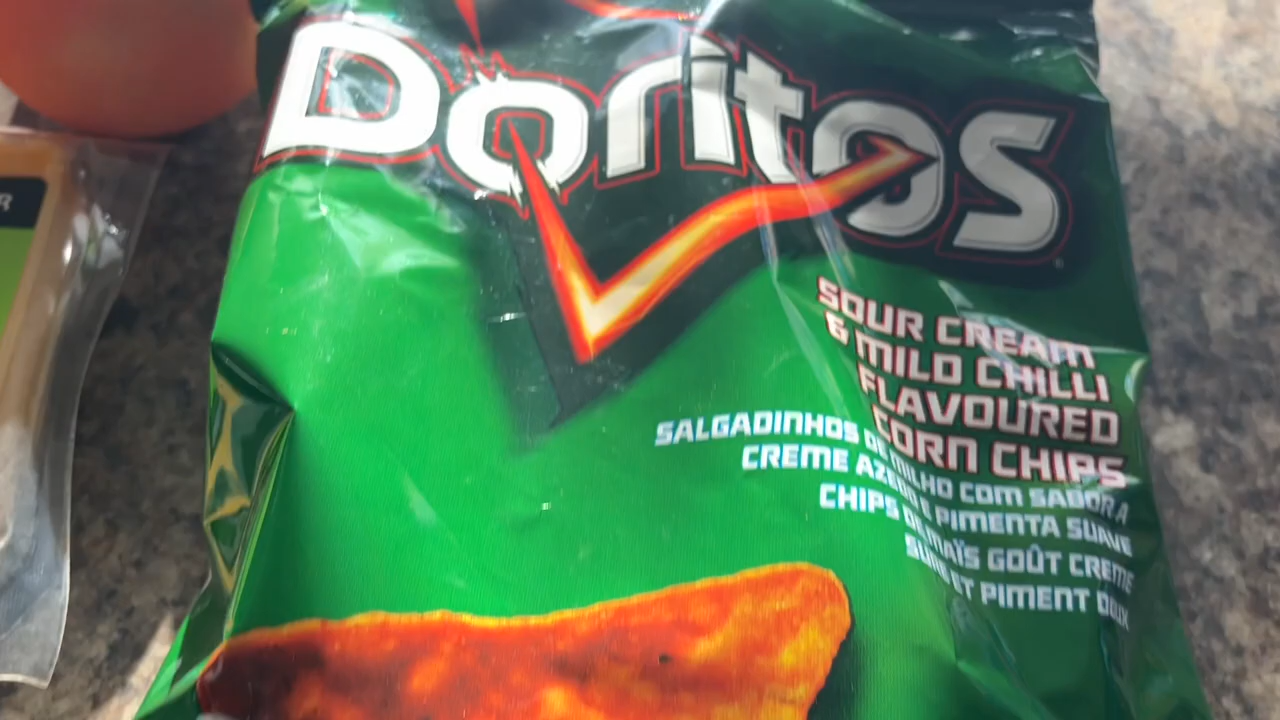 Doritos
SOUR CREAM
& MILD CHILLI
FLAVOURED
CORN CHIPS
SALGADINHOS DE MILHO COM SABOR A
CREME AZEDO E PIMENTA SUAVE
CHIPS DE MAÏS GOÛT CREME
SURE ET PIMENT DOUX
R